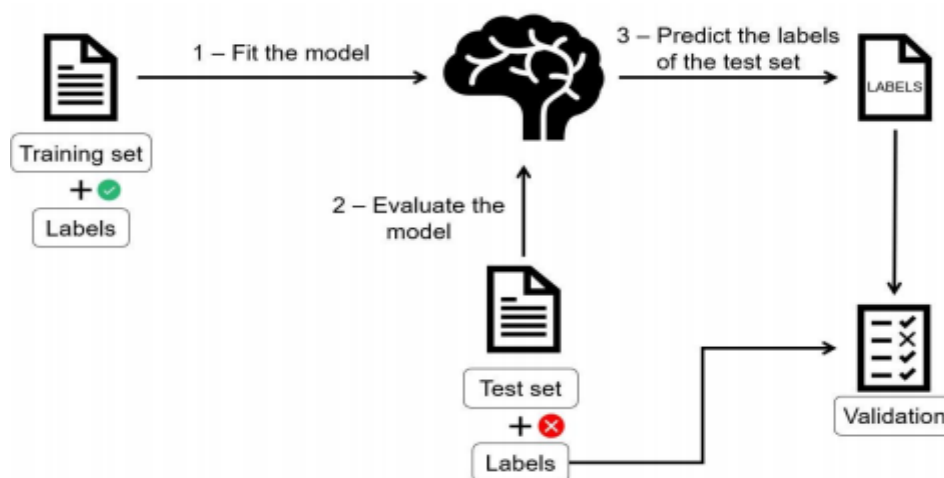 1 – Fit the model
3 – Predict the labels
of the test set
LABELS
Training set
+
Labels
2 – Evaluate the
model
Test set
+
Labels
Validation